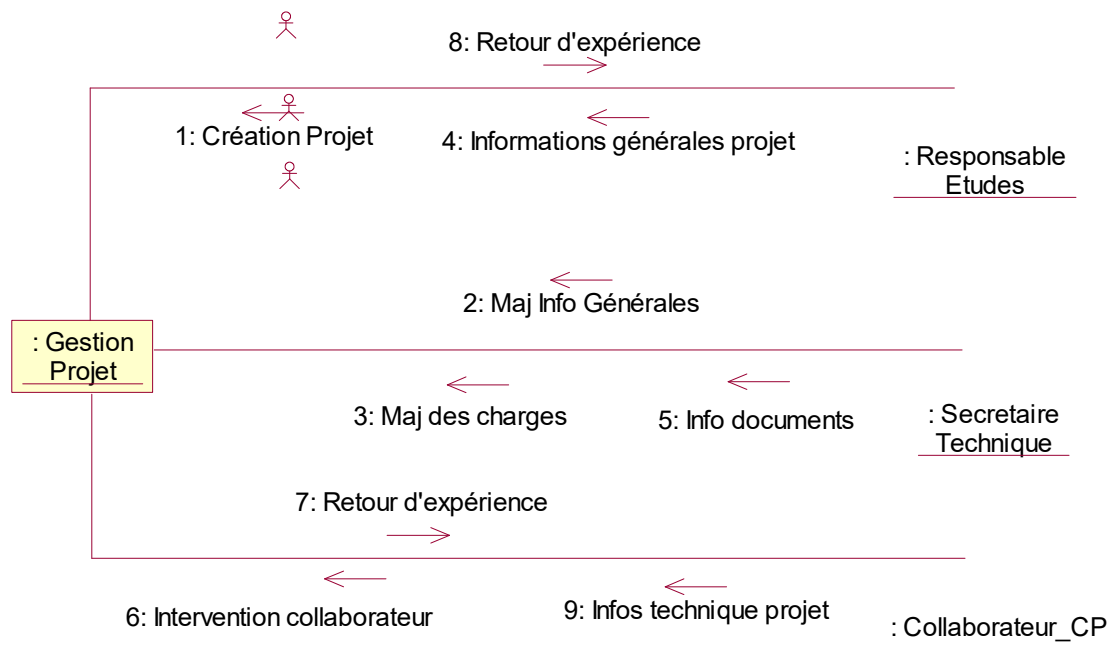 8: Retour d'expérience
1: Création Projet
4: Informations générales projet
: Responsable
Etudes
2: Maj Info Générales
: Gestion
Projet
3: Maj des charges
5: Info documents
: Secretaire
Technique
7: Retour d'expérience
6: Intervention collaborateur
9: Infos technique projet
: Collaborateur_CP